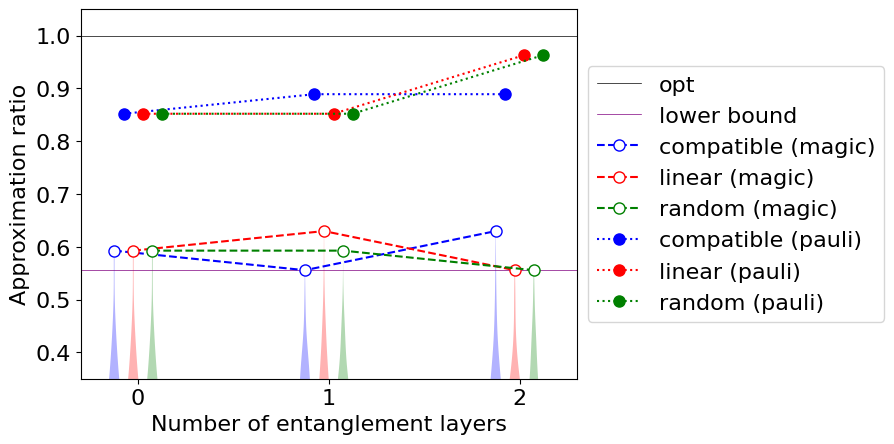 1.0
0.9
0.8
0.7
0.6
0.5
0.4
Approximation ratio
0 1 2
Number of entanglement layers
opt
lower bound
compatible (magic)
linear (magic)
random (magic)
compatible (pauli)
linear (pauli)
random (pauli)